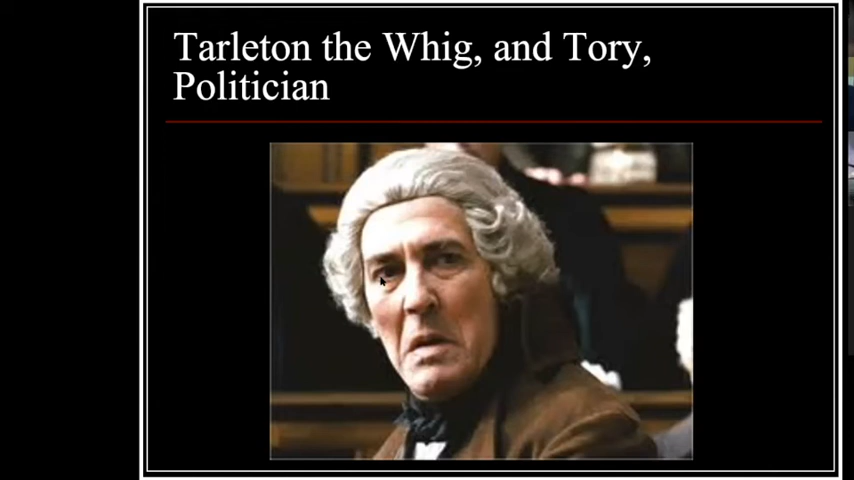 Tarleton the Whig, and Tory,
Politician